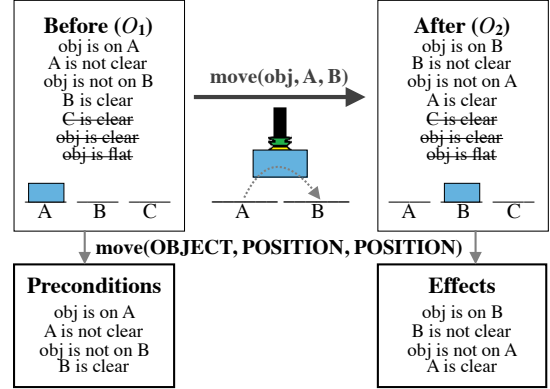 Before (O1)
obj is on A
A is not clear
obj is not on B
B is clear
C is clear
obj is clear
obj is flat
A B C
move(obj, A, B)
A B
After (O2)
obj is on B
B is not clear
obj is not on A
A is clear
C is clear
obj is clear
obj is flat
A B C
move(OBJECT, POSITION, POSITION)
Preconditions
obj is on A
A is not clear
obj is not on B
B is clear
Effects
obj is on B
B is not clear
obj is not on A
A is clear